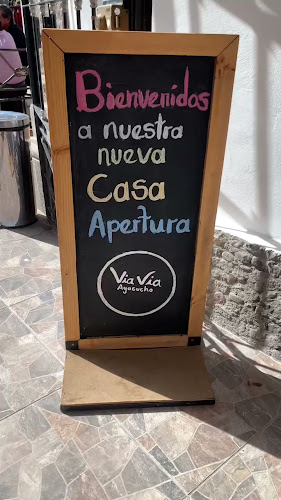 Bienvenidos
a nuestra
nueva
Casa
Apertura
Via Via
Ayacucho